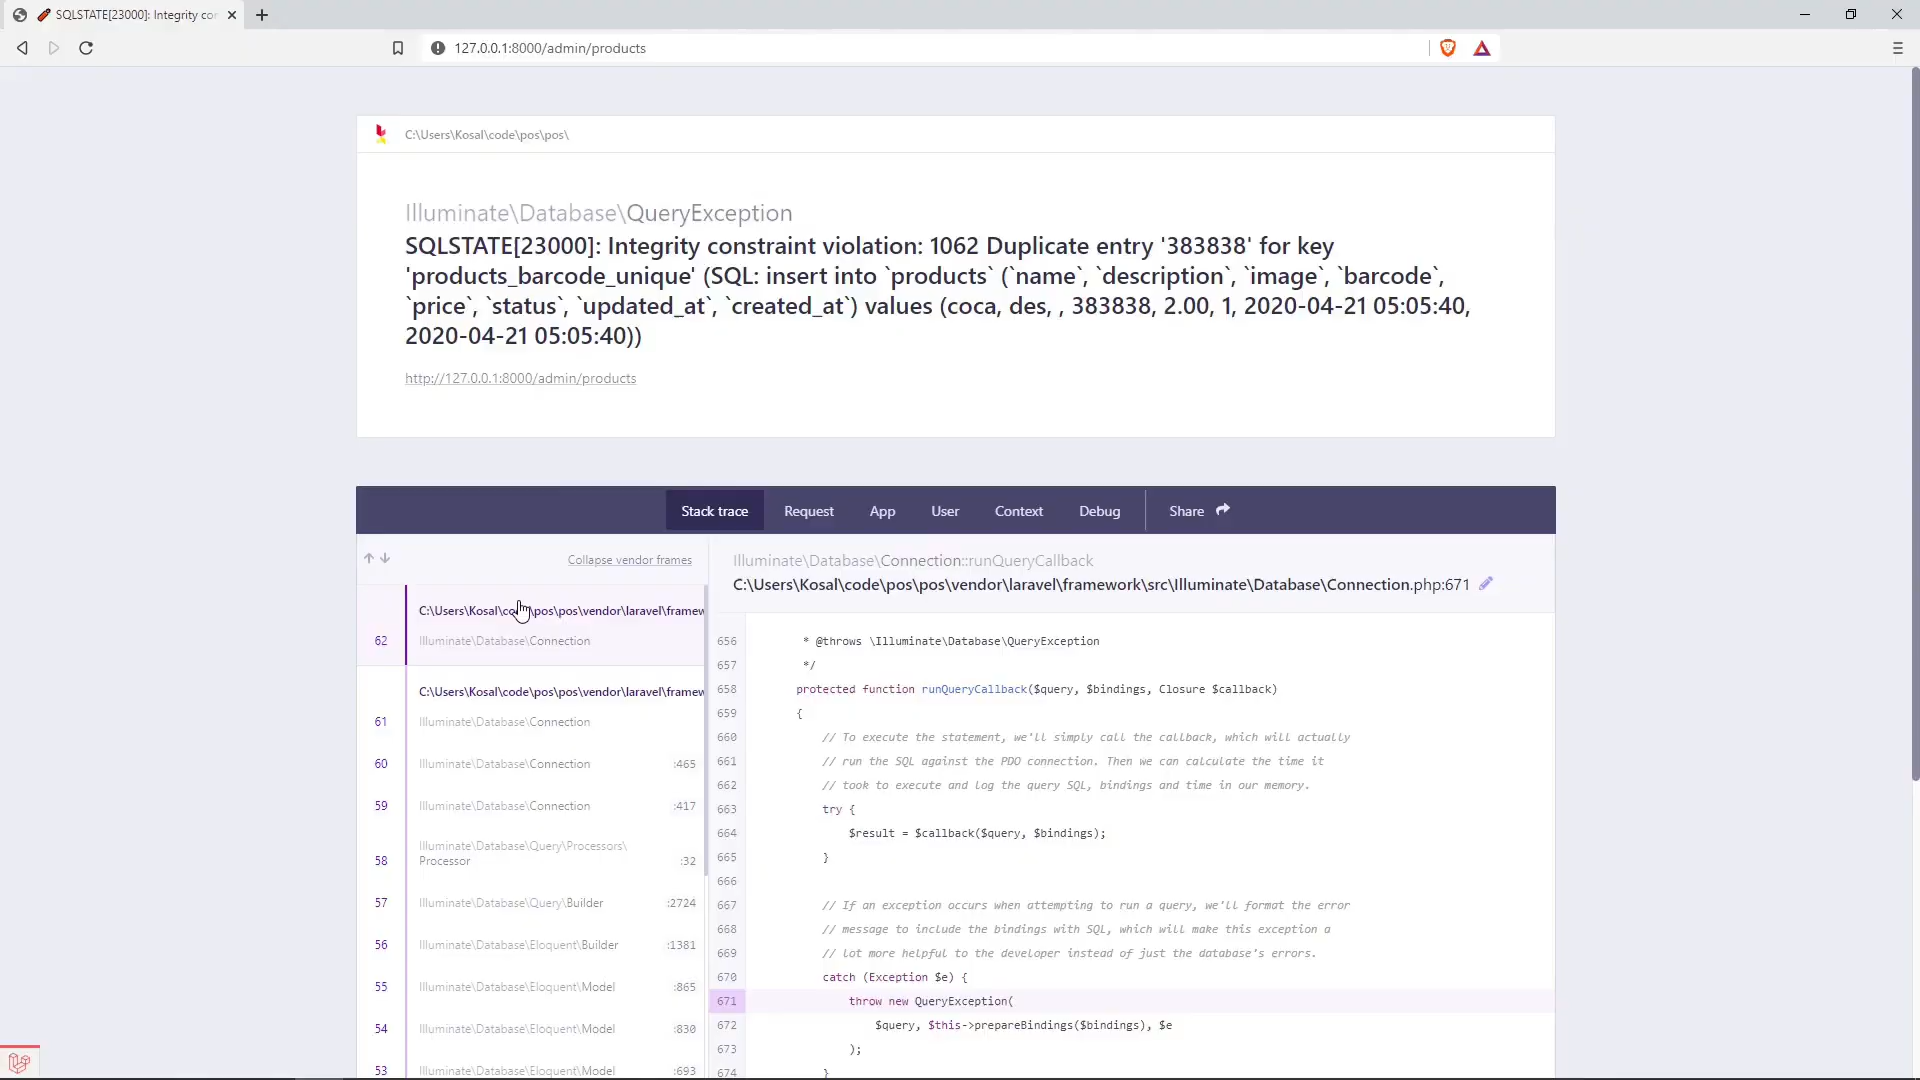 SQLSTATE[23000]: Integrity cor
127.0.0.1:8000/admin/products
C:\Users\Kosal\code\pos\pos\
Illuminate\Database\QueryException
SQLSTATE[23000]: Integrity constraint violation: 1062 Duplicate entry '383838' for key
'products_barcode_unique' (SQL: insert into `products` (`name`, `description`, `image`, `barcode`,
`price`, `status`, `updated_at`, `created_at`) values (coca, des, , 383838, 2.00, 1, 2020-04-21 05:05:40,
2020-04-21 05:05:40))
http://127.0.0.1:8000/admin/products
Stack trace Request App User Context Debug Share
Collapse vendor frames
C:\Users\Kosal\code\pos\pos\vendor\laravel\framew
62 Illuminate\Database\Connection
C:\Users\Kosal\code\pos\pos\vendor\laravel\framew
61 Illuminate\Database\Connection
60 Illuminate\Database\Connection :465
59 Illuminate\Database\Connection :417
Illuminate\Database\Query\Processors\
58 Processor :32
57 Illuminate\Database\Query\Builder :2724
56 Illuminate\Database\Eloquent\Builder :1381
55 Illuminate\Database\Eloquent\Model :865
54 Illuminate\Database\Eloquent\Model :830
53 Illuminate\Database\Eloquent\Model :693
Illuminate\Database\Connection::runQueryCallback
C:\Users\Kosal\code\pos\pos\vendor\laravel\framework\src\Illuminate\Database\Connection.php:671
656 * @throws \Illuminate\Database\QueryException
657 */
658 protected function runQueryCallback($query, $bindings, Closure $callback)
659 {
660 // To execute the statement, we'll simply call the callback, which will actually
661 // run the SQL against the PDO connection. Then we can calculate the time it
662 // took to execute and log the query SQL, bindings and time in our memory.
663 try {
664 $result = $callback($query, $bindings);
665 }
666
667 // If an exception occurs when attempting to run a query, we'll format the error
668 // message to include the bindings with SQL, which will make this exception a
669 // lot more helpful to the developer instead of just the database's errors.
670 catch (Exception $e) {
671 throw new QueryException(
672 $query, $this->prepareBindings($bindings), $e
673 );
674 }